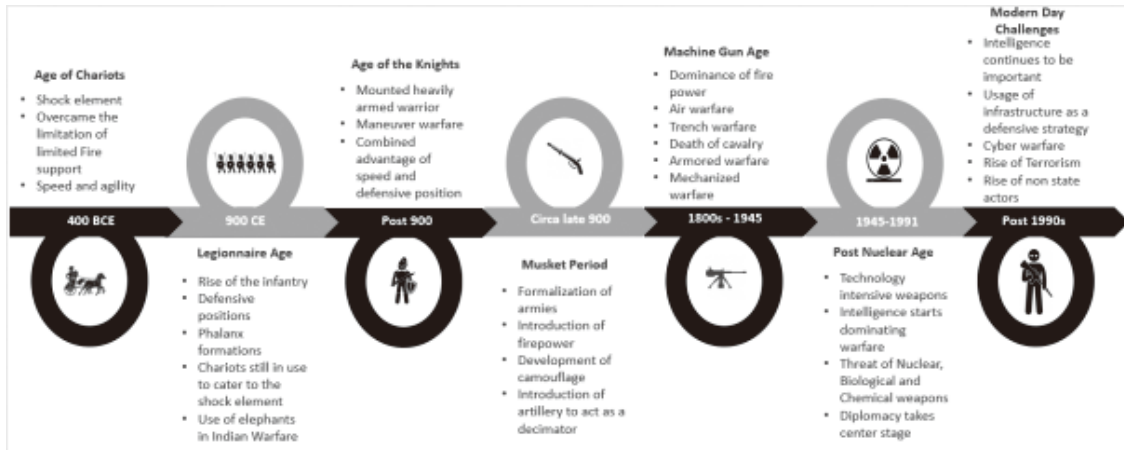 Age of Chariots
• Shock element
• Overcame the
limitation of
limited Fire
support
• Speed and agility
400 BCE
900 CE
Legionnaire Age
• Rise of the infantry
• Defensive
positions
• Phalanx
formations
• Chariots still in use
to cater to the
shock element
• Use of elephants
in Indian Warfare
Age of the Knights
• Mounted heavily
armed warrior
• Maneuver warfare
• Combined
advantage of
speed and
defensive position
Post 900
Circa late 900
Musket Period
• Formalization of
armies
• Introduction of
firepower
• Development of
camouflage
• Introduction of
artillery to act as a
decimator
Machine Gun Age
• Dominance of fire
power
• Air warfare
• Trench warfare
• Death of cavalry
• Armored warfare
• Mechanized
warfare
1800s - 1945
1945-1991
Post Nuclear Age
• Technology
intensive weapons
• Intelligence starts
dominating
warfare
• Threat of Nuclear,
Biological and
Chemical weapons
• Diplomacy takes
center stage
Modern Day
Challenges
• Intelligence
continues to be
important
• Usage of
infrastructure as a
defensive strategy
• Cyber warfare
• Rise of Terrorism
• Rise of non state
actors
Post 1990s